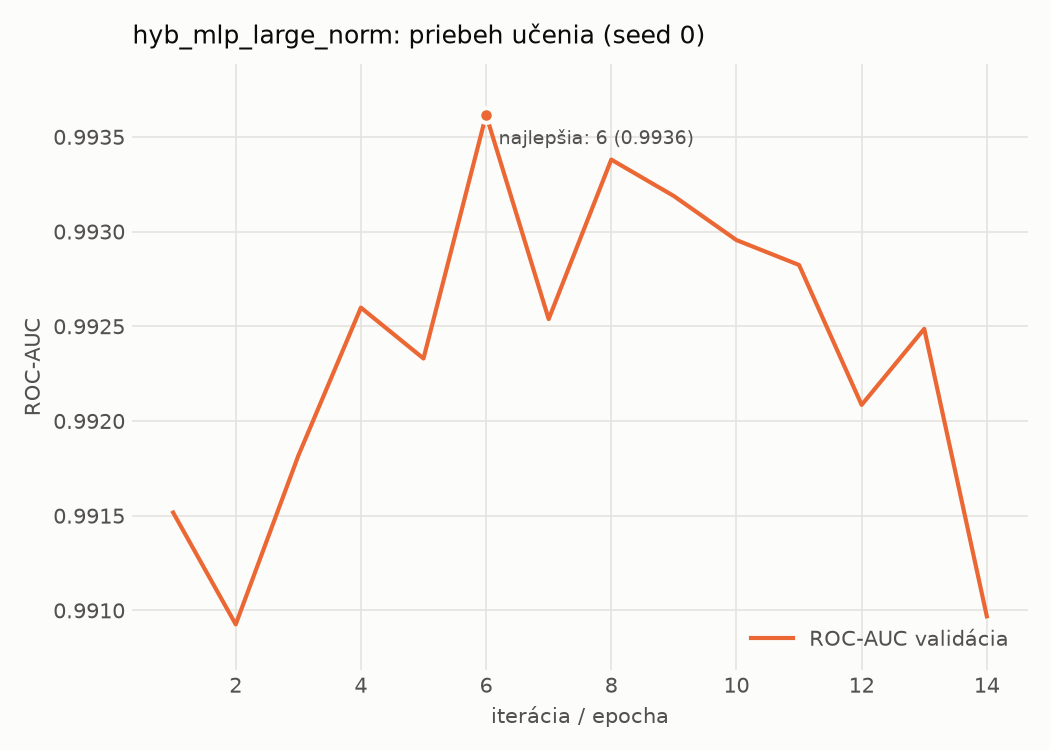 hyb_mlp_large_norm: priebeh učenia (seed 0)
najlepšia: 6 (0.9936)
0.9935
0.9930
0.9925
0.9920
0.9915
0.9910
ROC-AUC
ROC-AUC validácia
2 4 6 8 10 12 14
iterácia / epocha